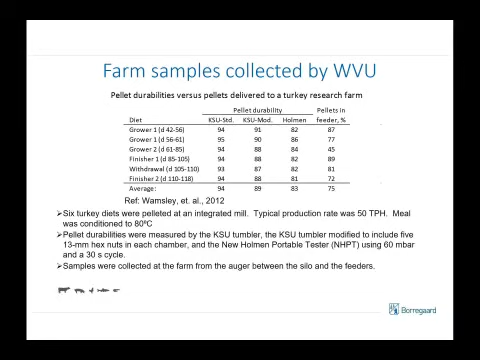 Farm samples collected by WVU
Pellet durabilities versus pellets delivered to a turkey research farm
Pellet durability Pellets in
Diet KSU-Std. KSU-Mod. Holmen feeder, %
Grower 1 (d 42-56) 94 91 82 87
Grower 1 (d 56-61) 95 90 86 77
Grower 2 (d 61-85) 94 88 84 45
Finisher 1 (d 85-105) 94 88 82 89
Withdrawal (d 105-110) 93 87 82 81
Finisher 2 (d 110-118) 94 88 81 72
Average: 94 89 83 75
Ref: Wamsley, et. al., 2012
➢Six turkey diets were pelleted at an integrated mill. Typical production rate was 50 TPH. Meal
was conditioned to 80ºC
➢Pellet durabilities were measured by the KSU tumbler, the KSU tumbler modified to include five
13-mm hex nuts in each chamber, and the New Holmen Portable Tester (NHPT) using 60 mbar
and a 30 s cycle.
➢Samples were collected at the farm from the auger between the silo and the feeders.
Borregaard